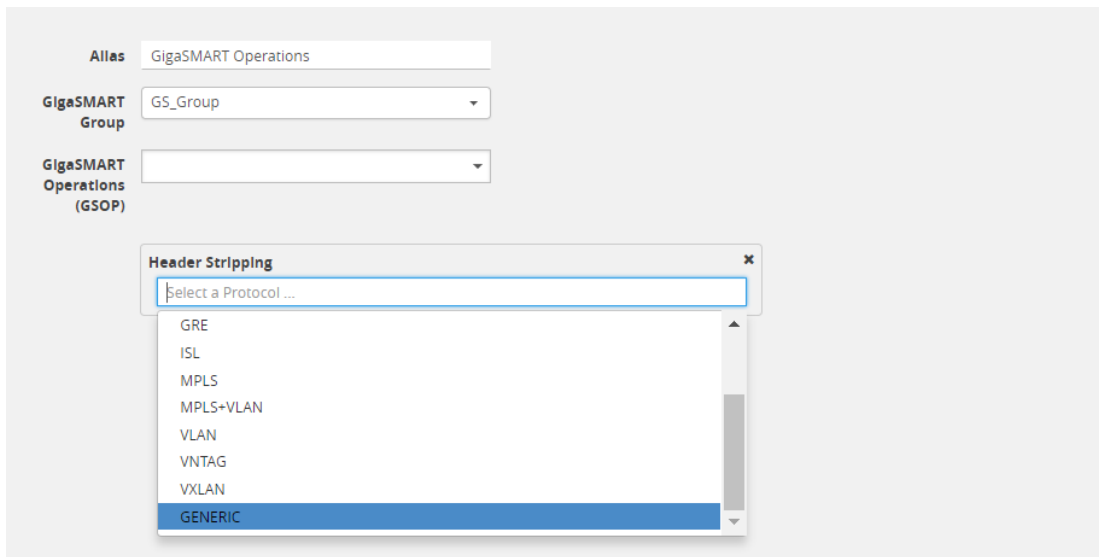 Alias GigaSMART Operations
GigaSMART Group GS_Group
GigaSMART Operations (GSOP)
Header Stripping
Select a Protocol ...
GRE
ISL
MPLS
MPLS+VLAN
VLAN
VNTAG
VXLAN
GENERIC